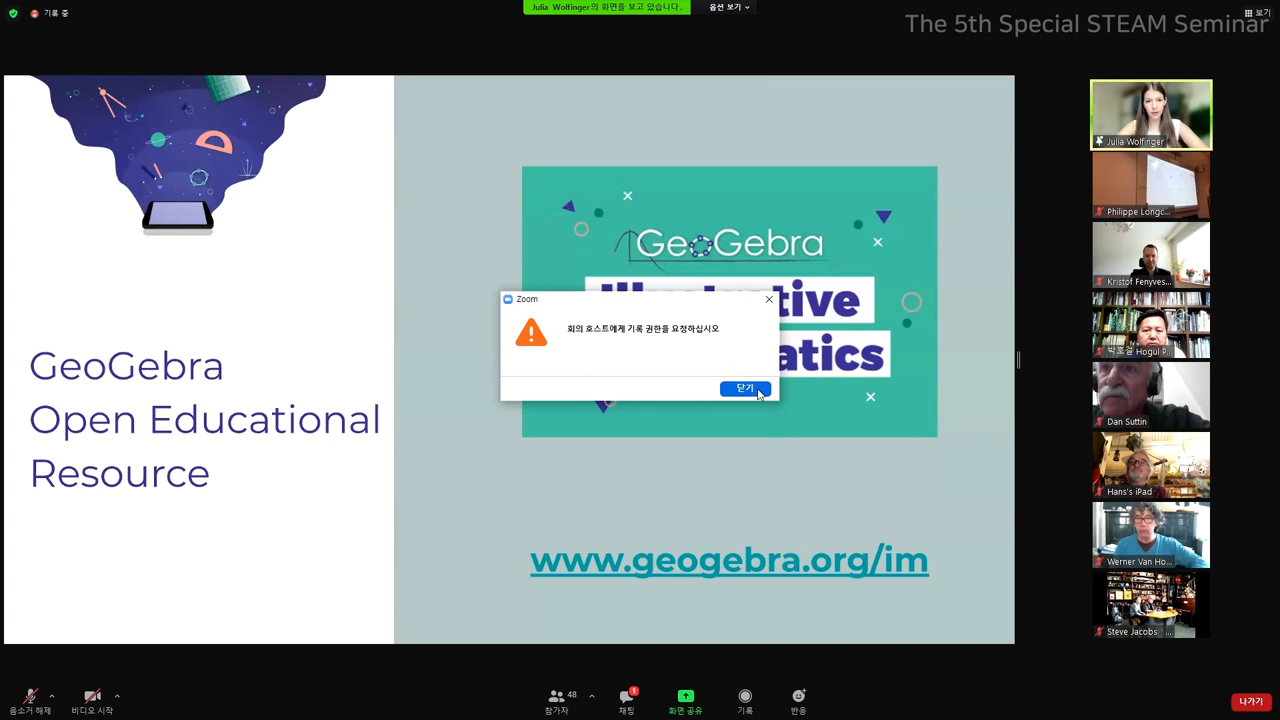 기록 중
Julia Wolfinger의 화면을 보고 있습니다.
옵션 보기
보기
The 5th Special STEAM Seminar
GeoGebra
Open Educational
Resource
GeoGebra
tive
atics
www.geogebra.org/im
Zoom
회의 호스트에게 기록 권한을 요청하십시오
닫기
Julia Wolfinger
Philippe Longc...
Kristof Fenyves...
박호걸 Hogul P...
Dan Suttin
Hans's iPad
Werner Van Ho...
Steve Jacobs ...
음소거 해제
비디오 시작
48
참가자
1
채팅
화면 공유
기록
반응
나가기